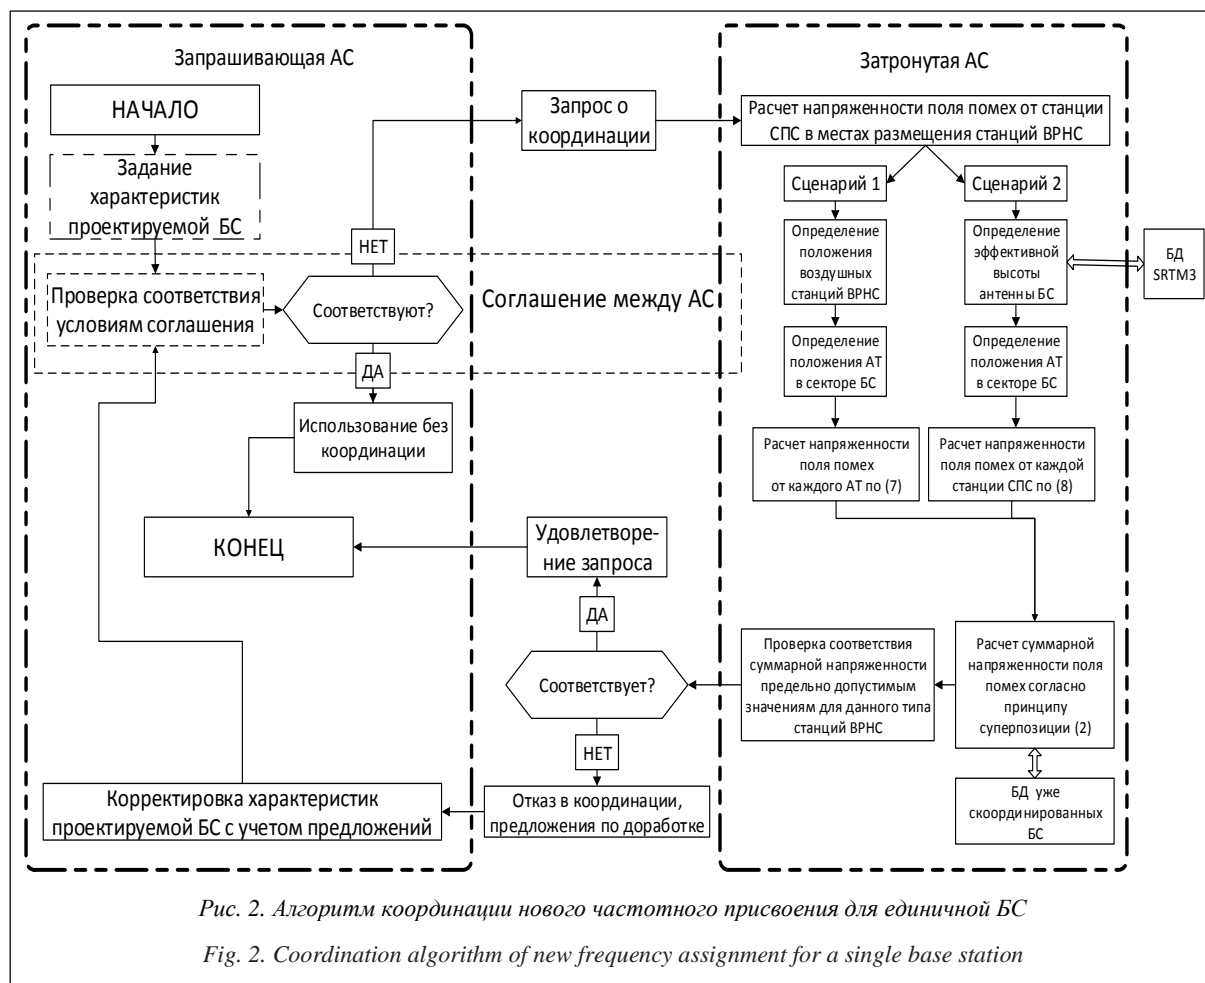 Запрашивающая АС
НАЧАЛО
Задание
характеристик
проектируемой БС
Проверка соответствия
условиям соглашения
Соответствуют?
НЕТ
ДА
Соглашение между АС
Использование без
координации
КОНЕЦ
Корректировка характеристик
проектируемой БС с учетом предложений
Запрос о
координации
Удовлетворе-
ние запроса
ДА
Соответствует?
НЕТ
Отказ в координации,
предложения по доработке
Затронутая АС
Расчет напряженности поля помех от станции
СПС в местах размещения станций ВРНС
Сценарий 1
Определение
положения
воздушных
станций ВРНС
Определение
положения АТ
в секторе БС
Расчет напряженности
поля помех
от каждого АТ по (7)
Сценарий 2
Определение
эффективной
высоты
антенны БС
Определение
положения АТ
в секторе БС
Расчет напряженности
поля помех от каждой
станции СПС по (8)
БД
SRTM3
Проверка соответствия
суммарной напряженности
предельно допустимым
значениям для данного типа
станций ВРНС
Расчет суммарной
напряженности поля
помех согласно
принципу
суперпозиции (2)
БД уже
скоординированных
БС
Рис. 2. Алгоритм координации нового частотного присвоения для единичной БС
Fig. 2. Coordination algorithm of new frequency assignment for a single base station